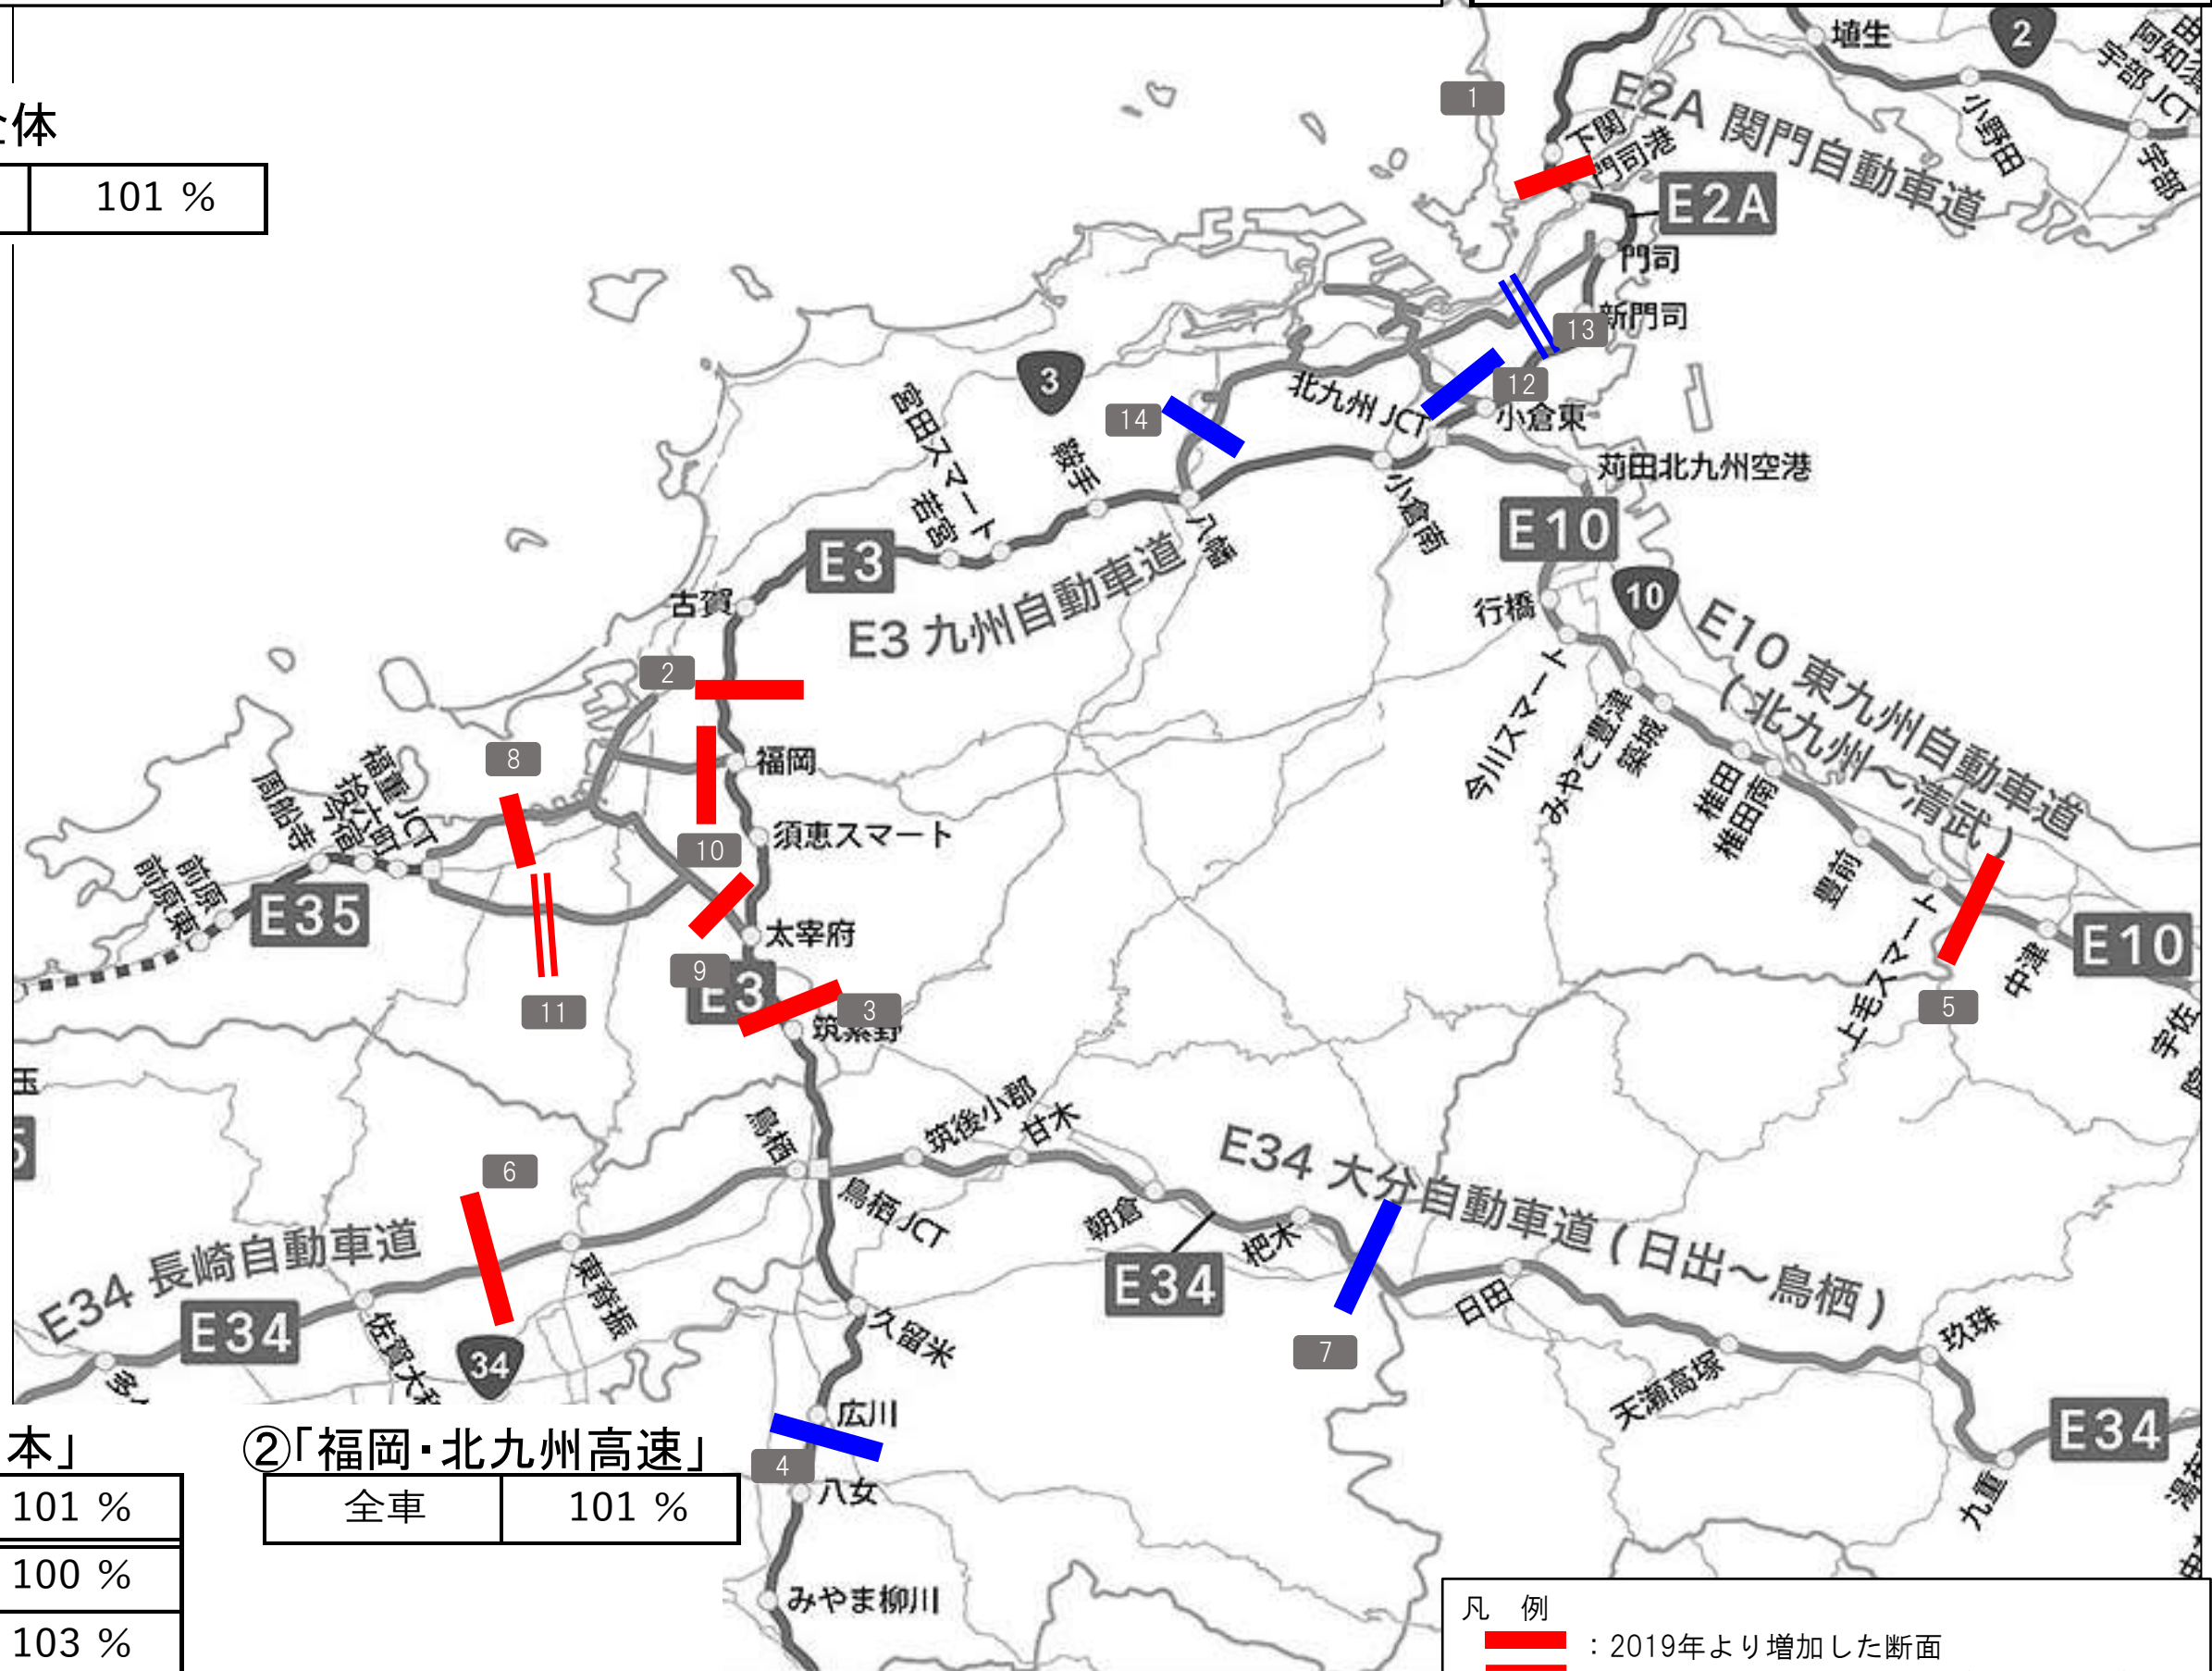 全体
101 %
1
2
埴生
宇部JCT
小野田
宇部
下関
門司港
E2A 関門自動車道
E2A
門司
新門司
13
12
14
3
北九州 JCT
小倉東
苅田北九州空港
小倉南
八幡
鞍手
宮田スマート
若宮
E3
E3 九州自動車道
古賀
E10
10
行橋
今川スマート
みやこ豊津
築城
椎田
椎田南
豊前
上毛スマート
中津
宇佐
E10 東九州自動車道
(北九州～清武)
E10
5
2
福岡
10
須恵スマート
8
福重 JCT
拾六町
今宿
周船寺
前原
前原東
E35
11
9
太宰府
E3
3
筑紫野
鳥栖
筑後小郡
甘木
鳥栖 JCT
朝倉
杷木
E34 大分自動車道 (日出～鳥栖)
E34
7
日田
天瀬高塚
玖珠
九重
E34
6
E34 長崎自動車道
E34
東脊振
佐賀大和
34
久留米
広川
4
八女
みやま柳川
本」
101 %
100 %
103 %
②「福岡・北九州高速」
全車 101 %
凡 例
：2019年より増加した断面